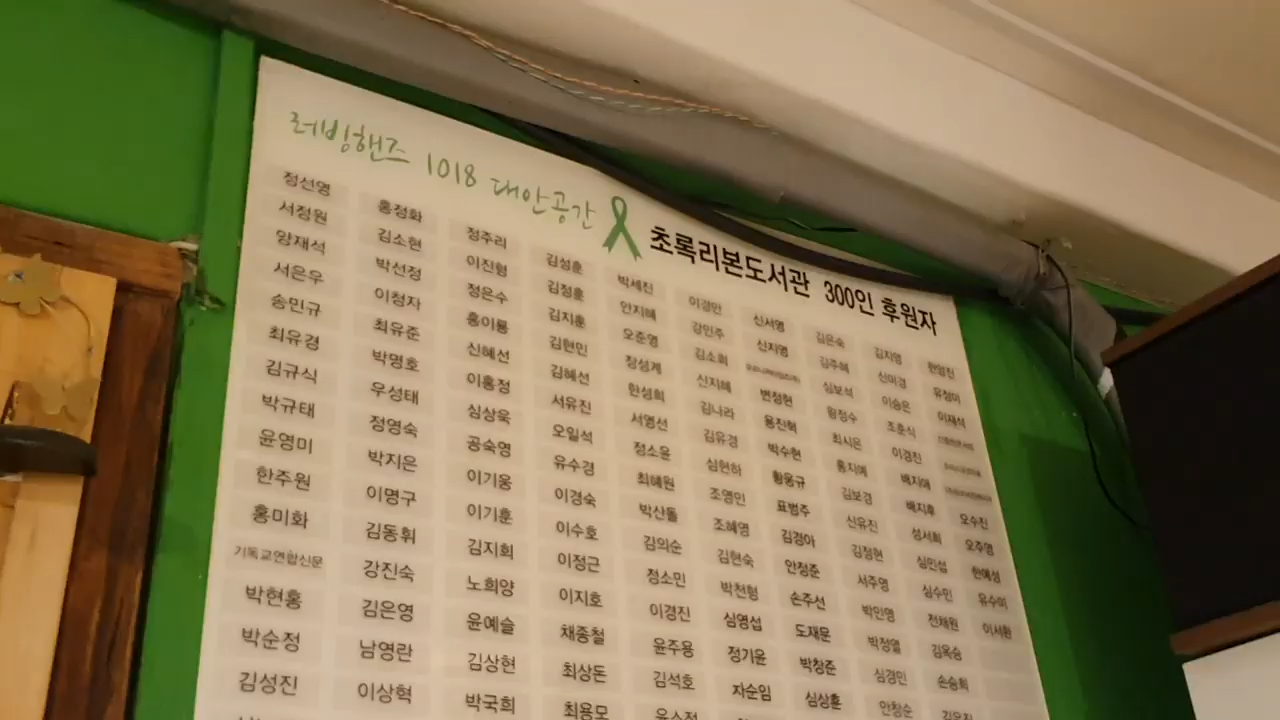 러빙핸즈 1018 대안공간 초록리본도서관 300인 후원자
정선영 홍정화 정주리 김성훈 박세진 이경만 신서영 김은숙 김지영
서정원 김소현 이진형 김정훈 안지혜 강민주 신지영 김주혜 신미경 유정미
양재석 박선정 정은수 김지훈 오준영 김소희 심보석 이승은 이재석
서은우 이청자 홍이룡 김현민 장성계 신지혜 변정현 왕정수 조춘식
송민규 최유준 신혜선 김혜선 한성희 김나라 용진혁 최시온 이경진
최유경 박명호 이홍정 서유진 서영선 김유경 박수현 홍지예 배지애
김규식 우성태 심상욱 오일석 정소윤 심현하 황용규 김보경 배지후
박규태 정영숙 공숙영 유수경 최혜원 조영민 표범주 신유진 성서희 오수진
윤영미 박지은 이기웅 이경숙 박산돌 조혜영 김경아 김정현 심민섭 오주영
한주원 이명구 이기훈 이수호 김의순 김현숙 안정준 서주영 심수민 한예성
홍미화 김동휘 김지희 이정근 정소민 박천형 손주선 박인영 전채원 유수미
기독교연합신문 강진숙 노희양 이지호 이경진 심영섭 도재문 박정열 김옥승 이서환
박현홍 김은영 윤예슬 채종철 윤주용 정기윤 박창준 심경민 손승희
박순정 남영란 김상현 최상돈 김석호 차순임 심상훈 안창순
김성진 이상혁 박국희 최용모